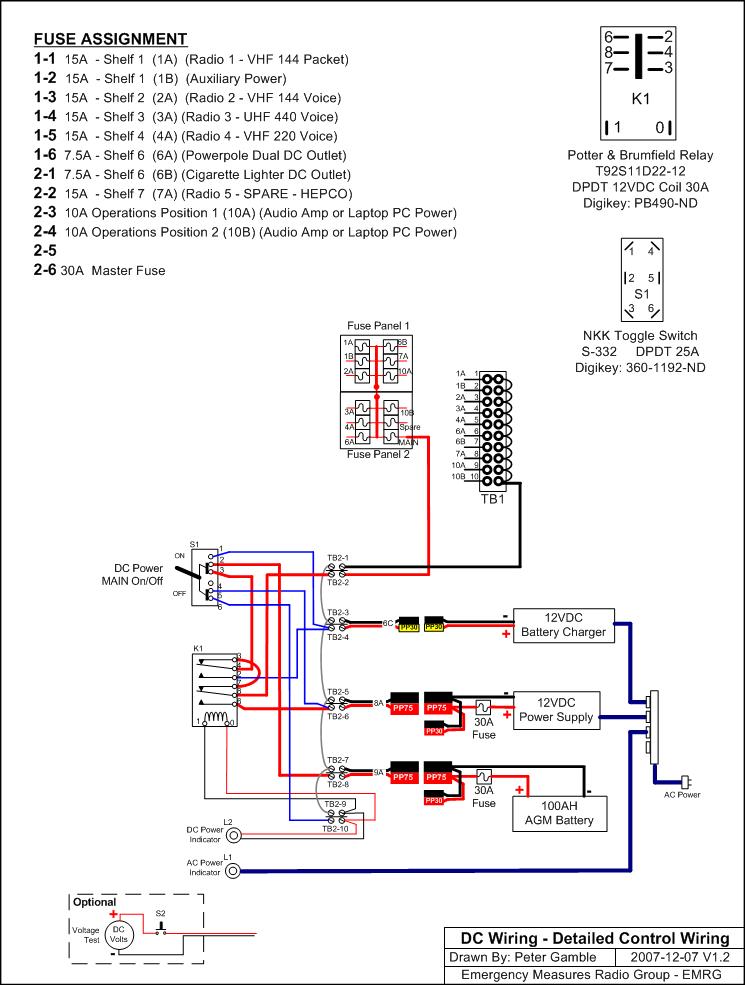 FUSE ASSIGNMENT
1-1 15A - Shelf 1 (1A) (Radio 1 - VHF 144 Packet)
1-2 15A - Shelf 1 (1B) (Auxiliary Power)
1-3 15A - Shelf 2 (2A) (Radio 2 - VHF 144 Voice)
1-4 15A - Shelf 3 (3A) (Radio 3 - UHF 440 Voice)
1-5 15A - Shelf 4 (4A) (Radio 4 - VHF 220 Voice)
1-6 7.5A - Shelf 6 (6A) (Powerpole Dual DC Outlet)
2-1 7.5A - Shelf 6 (6B) (Cigarette Lighter DC Outlet)
2-2 15A - Shelf 7 (7A) (Radio 5 - SPARE - HEPCO)
2-3 10A Operations Position 1 (10A) (Audio Amp or Laptop PC Power)
2-4 10A Operations Position 2 (10B) (Audio Amp or Laptop PC Power)
2-5
2-6 30A Master Fuse
6 2
8 4
7 3
K1
1 0
Potter & Brumfield Relay
T92S11D22-12
DPDT 12VDC Coil 30A
Digikey: PB490-ND
1 4
2 5
S1
3 6
NKK Toggle Switch
S-332 DPDT 25A
Digikey: 360-1192-ND
Fuse Panel 1
1A 6B
1B 7A
2A 10A
3A 10B
4A Spare
6A MAIN
Fuse Panel 2
1A 1
1B 2
2A 3
3A 4
4A 5
6A 6
6B 7
7A 8
10A 9
10B 10
TB1
S1
ON
OFF
1
2
3
4
5
6
DC Power
MAIN On/Off
TB2-1
TB2-2
TB2-3
TB2-4
6C
PP30
PP30
-
+
12VDC
Battery Charger
K1
3
4
2
7
8
6
1 0
TB2-5
TB2-6
8A
PP75
PP75
PP30
30A
Fuse
-
+
12VDC
Power Supply
TB2-7
TB2-8
9A
PP75
PP75
PP30
30A
Fuse
+
-
100AH
AGM Battery
AC Power
TB2-9
TB2-10
L2
DC Power
Indicator
L1
AC Power
Indicator
Optional
Voltage
Test
+
DC
Volts
-
S2
DC Wiring - Detailed Control Wiring
Drawn By: Peter Gamble 2007-12-07 V1.2
Emergency Measures Radio Group - EMRG